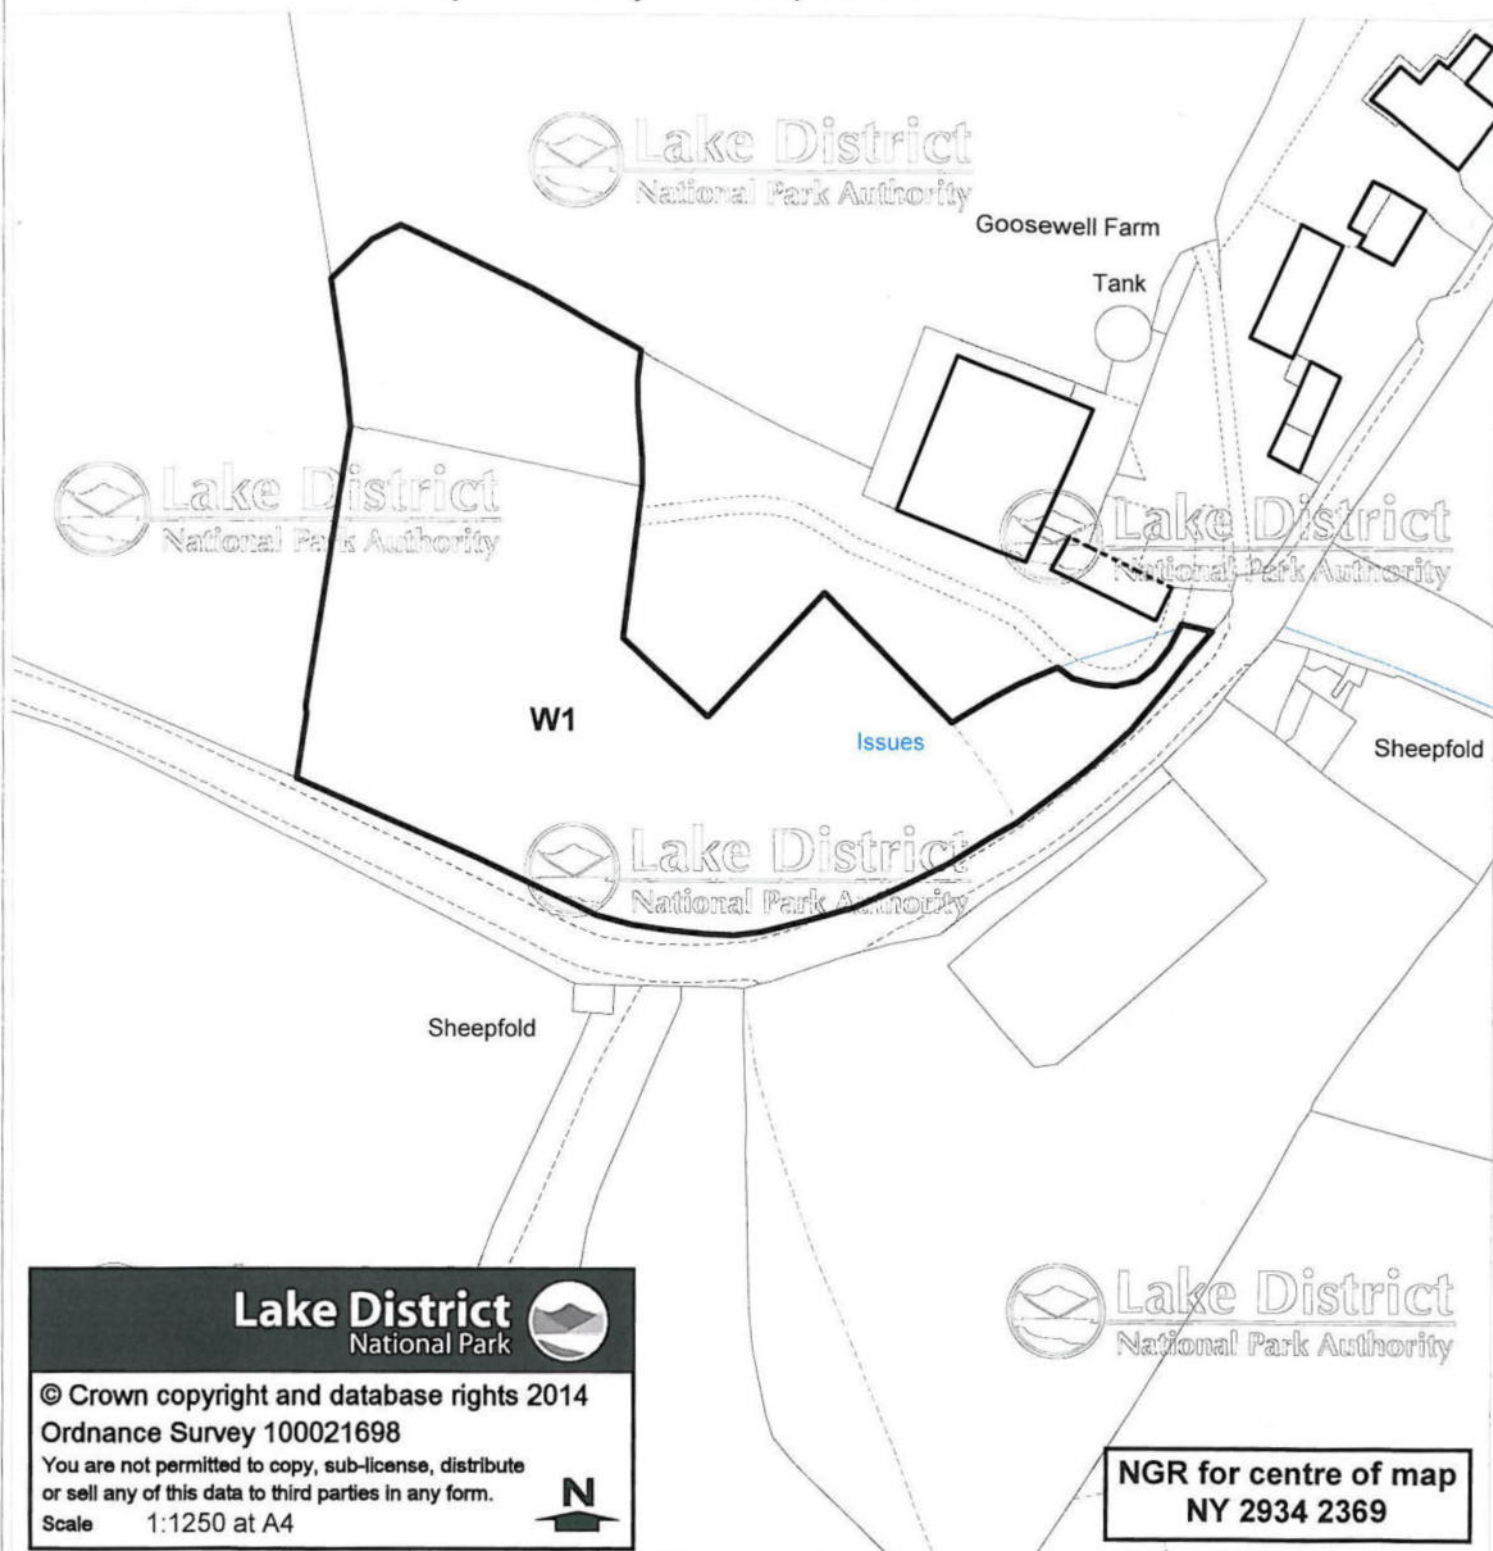 Lake District
National Park Authority
Goosewell Farm
Tank
Lake District
National Park Authority
Lake District
National Park Authority
W1
Issues
Sheepfold
Lake District
National Park Authority
Sheepfold
Lake District
National Park
© Crown copyright and database rights 2014
Ordnance Survey 100021698
You are not permitted to copy, sub-license, distribute
or sell any of this data to third parties in any form.
N
Scale 1:1250 at A4
Lake District
National Park Authority
NGR for centre of map
NY 2934 2369